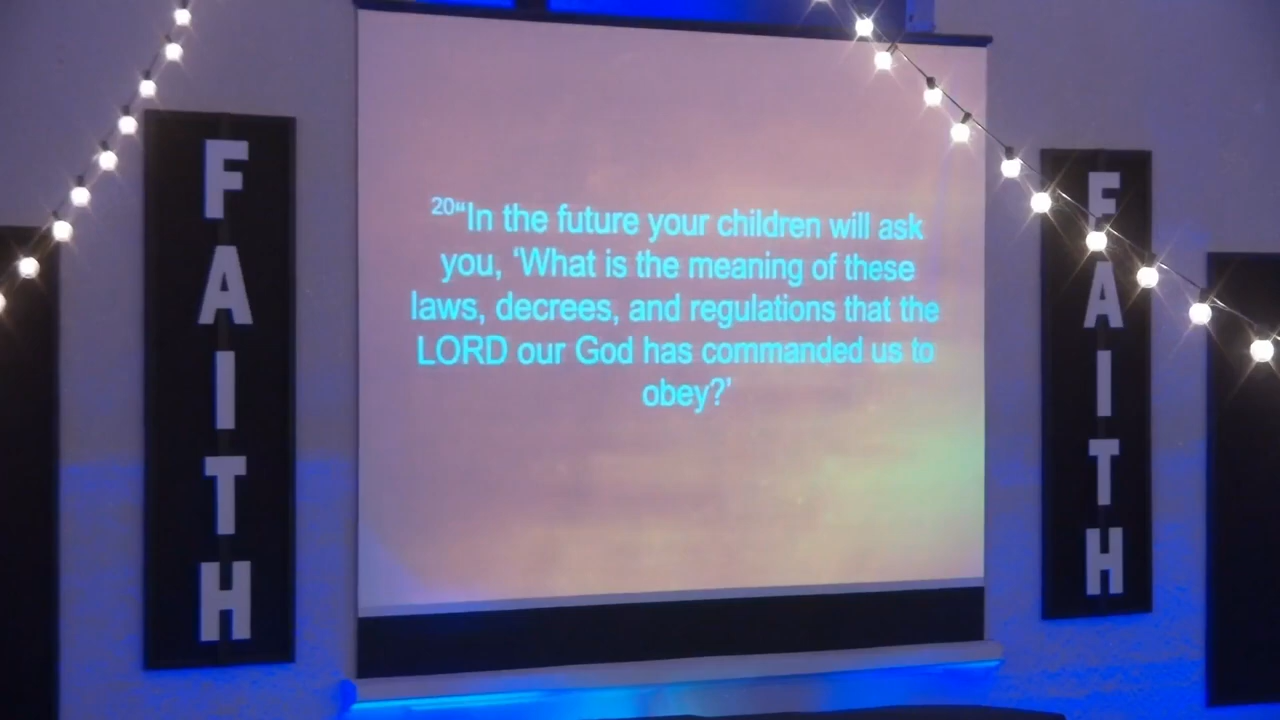 FAITH
20“In the future your children will ask
you, ‘What is the meaning of these
laws, decrees, and regulations that the
LORD our God has commanded us to
obey?’
FAITH